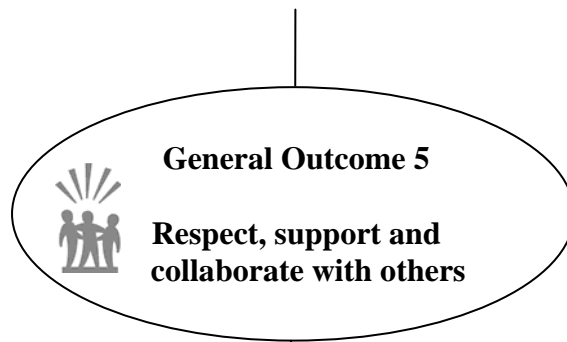 General Outcome 5
Respect, support and
collaborate with others